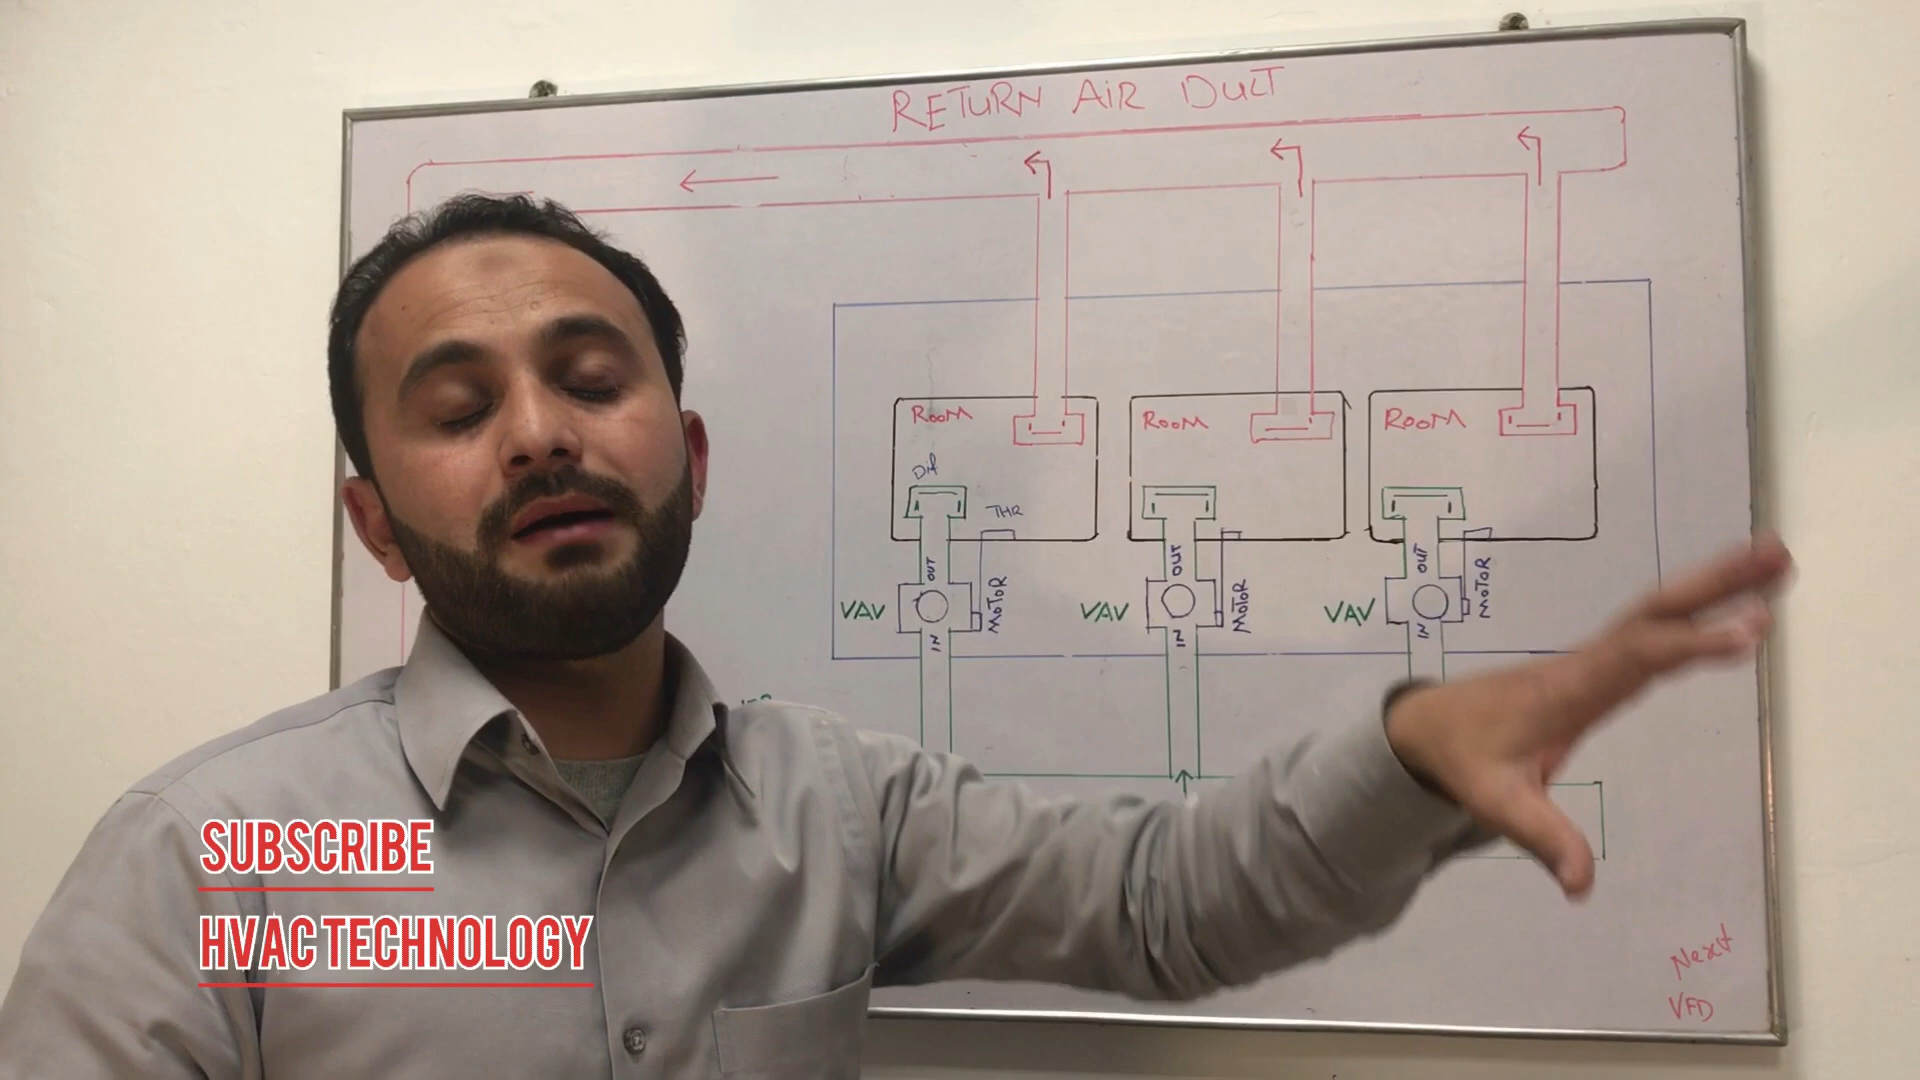 RETURN AIR DUCT
ROOM
ROOM
ROOM
Dif
THR
OUT
OUT
OUT
VAV
MOTOR
VAV
MOTOR
VAV
MOTOR
IN
IN
IN
SUBSCRIBE
HVAC TECHNOLOGY
Next
VFD